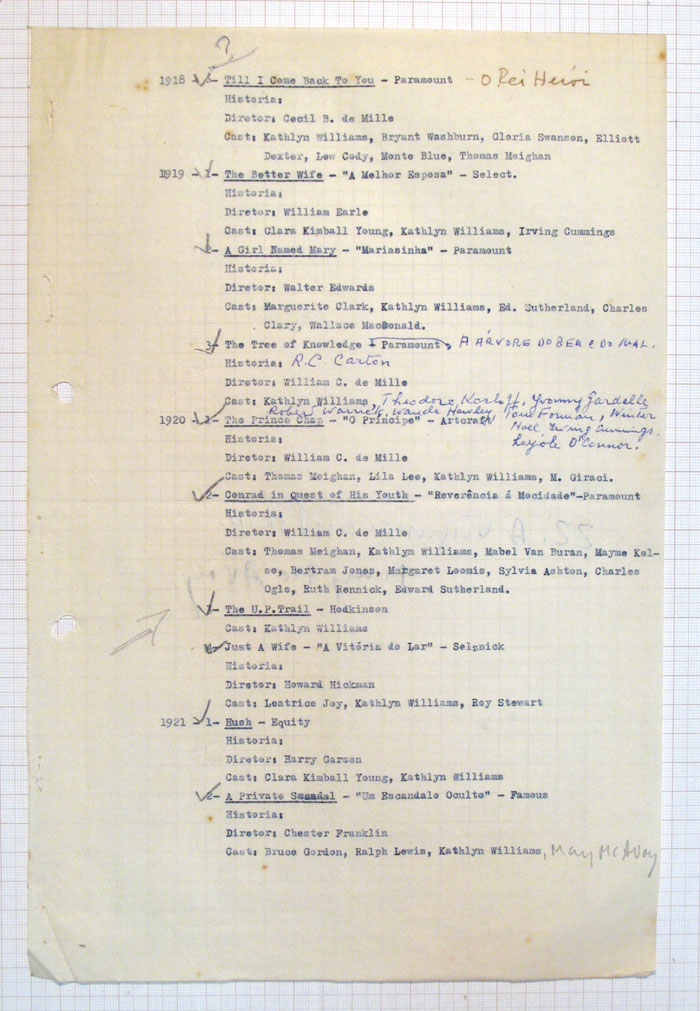 ?
1918 - 5- Till I Come Back To You - Paramount - O Rei Herói
Historia:
Diretor: Cecil B. de Mille
Cast: Kathlyn Williams, Bryant Washburn, Gloria Swanson, Elliott
Dexter, Lew Cody, Monte Blue, Thomas Meighan
1919 - 1- The Better Wife - "A Melhor Esposa" - Select.
Historia:
Diretor: William Earle
Cast: Clara Kimball Young, Kathlyn Williams, Irving Cummings
2- A Girl Named Mary - "Mariasinha" - Paramount
Historia:
Diretor: Walter Edwards
Cast: Marguerite Clark, Kathlyn Williams, Ed. Sutherland, Charles
Clary, Wallace MacDonald.
3- The Tree of Knowledge - Paramount A ÁRVORE DO BEM e DO MAL.
Historia: R.C. Carton
Diretor: William C. de Mille
Cast: Kathlyn Williams, Theodore Kosloff, Yvonny Gardelle
Robert Warwick, Wanda Hawley, Tom Forman, Winter
1920 - 1- The Prince Chap - "O Principe" - Artcraft
Hall, Irving Cummings,
Loyola O'Connor.
Historia:
Diretor: William C. de Mille
Cast: Thomas Meighan, Lila Lee, Kathlyn Williams, M. Giraci.
2- Conrad in Quest of His Youth - "Reverência á Mocidade"-Paramount
Historia:
Diretor: William C. de Mille
Cast: Thomas Meighan, Kathlyn Williams, Mabel Van Buran, Mayme Kel-
so, Bertram Jones, Margaret Loomis, Sylvia Ashton, Charles
Ogle, Ruth Rennick, Edward Sutherland.
3- The U.P.Trail - Hodkinson
Cast: Kathlyn Williams
4- Just A Wife - "A Vitória do Lar" - Selznick
Historia:
Diretor: Howard Hickman
Cast: Leatrice Joy, Kathlyn Williams, Roy Stewart
1921 - 1- Hush - Equity
Historia:
Diretor: Harry Garson
Cast: Clara Kimball Young, Kathlyn Williams
2- A Private Scandal - "Um Escandalo Oculto" - Famous
Historia:
Diretor: Chester Franklin
Cast: Bruce Gordon, Ralph Lewis, Kathlyn Williams, May McAvoy